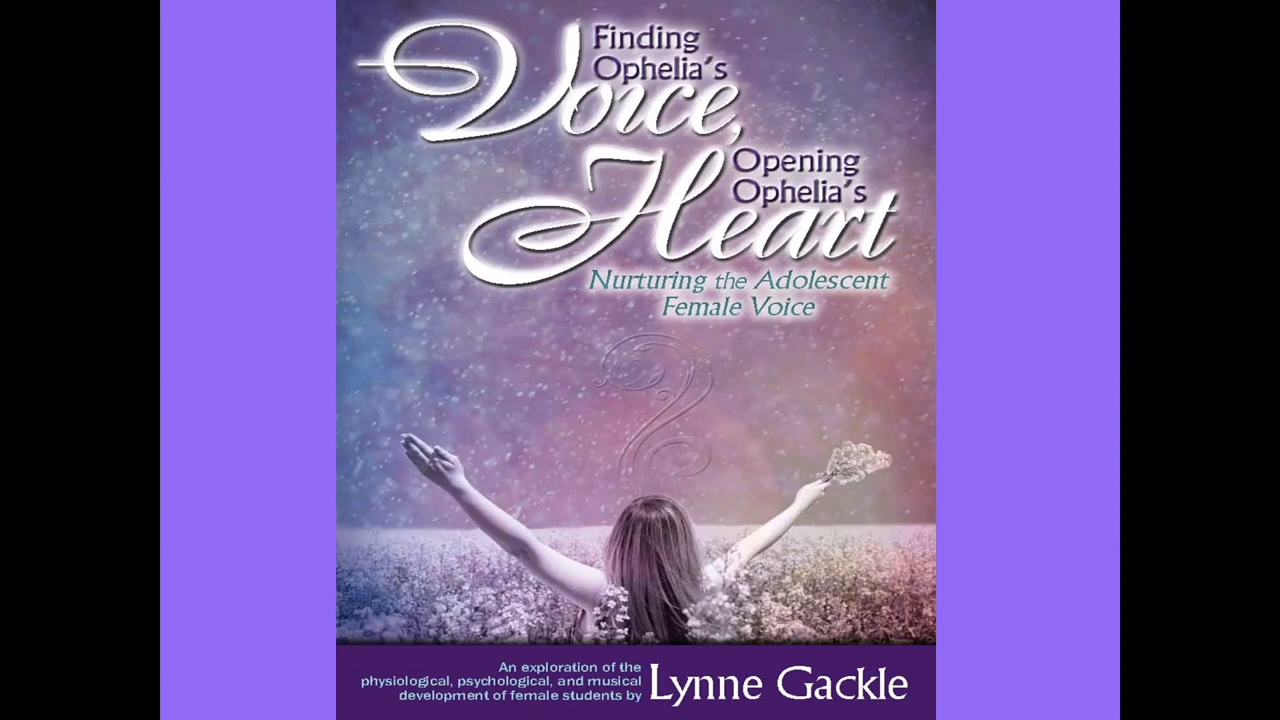 Finding
Ophelia's
Voice,
Opening
Ophelia's
Heart
Nurturing the Adolescent
Female Voice
An exploration of the
physiological, psychological, and musical
development of female students by
Lynne Gackle